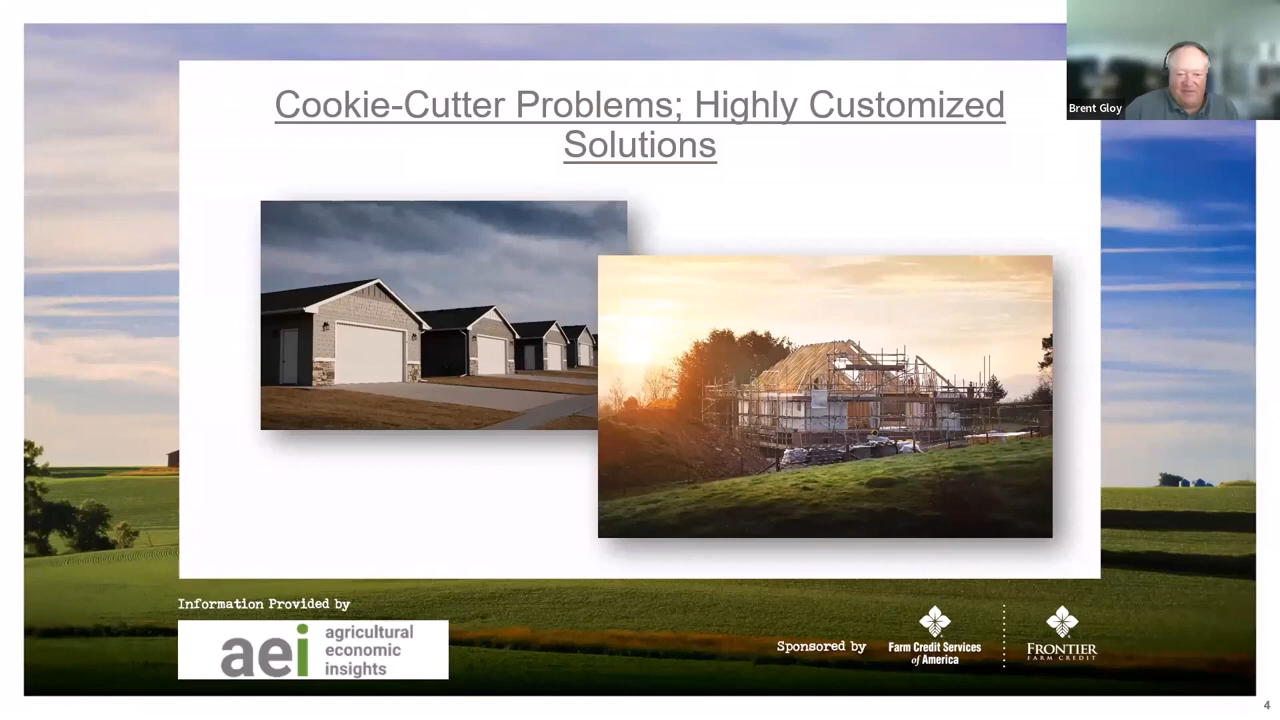 Cookie-Cutter Problems; Highly Customized
Solutions
Brent Gloy
Information Provided by
aei agricultural
economic
insights
Sponsored by
Farm Credit Services
of America
FRONTIER
FARM CREDIT
4